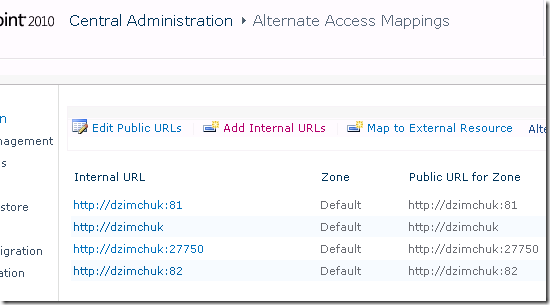 oint 2010 Central Administration ▸ Alternate Access Mappings
Edit Public URLs Add Internal URLs Map to External Resource Alte
Internal URL Zone Public URL for Zone
http://dzimchuk:81 Default http://dzimchuk:81
http://dzimchuk Default http://dzimchuk
http://dzimchuk:27750 Default http://dzimchuk:27750
http://dzimchuk:82 Default http://dzimchuk:82
n
nagement
s
store
igration
ation